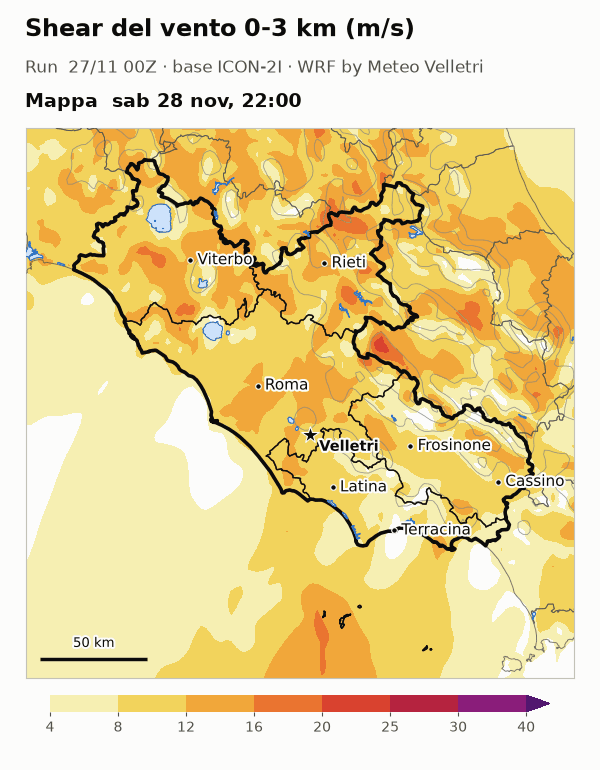 Shear del vento 0-3 km (m/s)
Run  27/11 00Z · base ICON-2I · WRF by Meteo Velletri
Mappa  sab 28 nov, 22:00
Viterbo
Rieti
Roma
Velletri
Frosinone
Cassino
Latina
Terracina
50 km
4 8 12 16 20 25 30 40